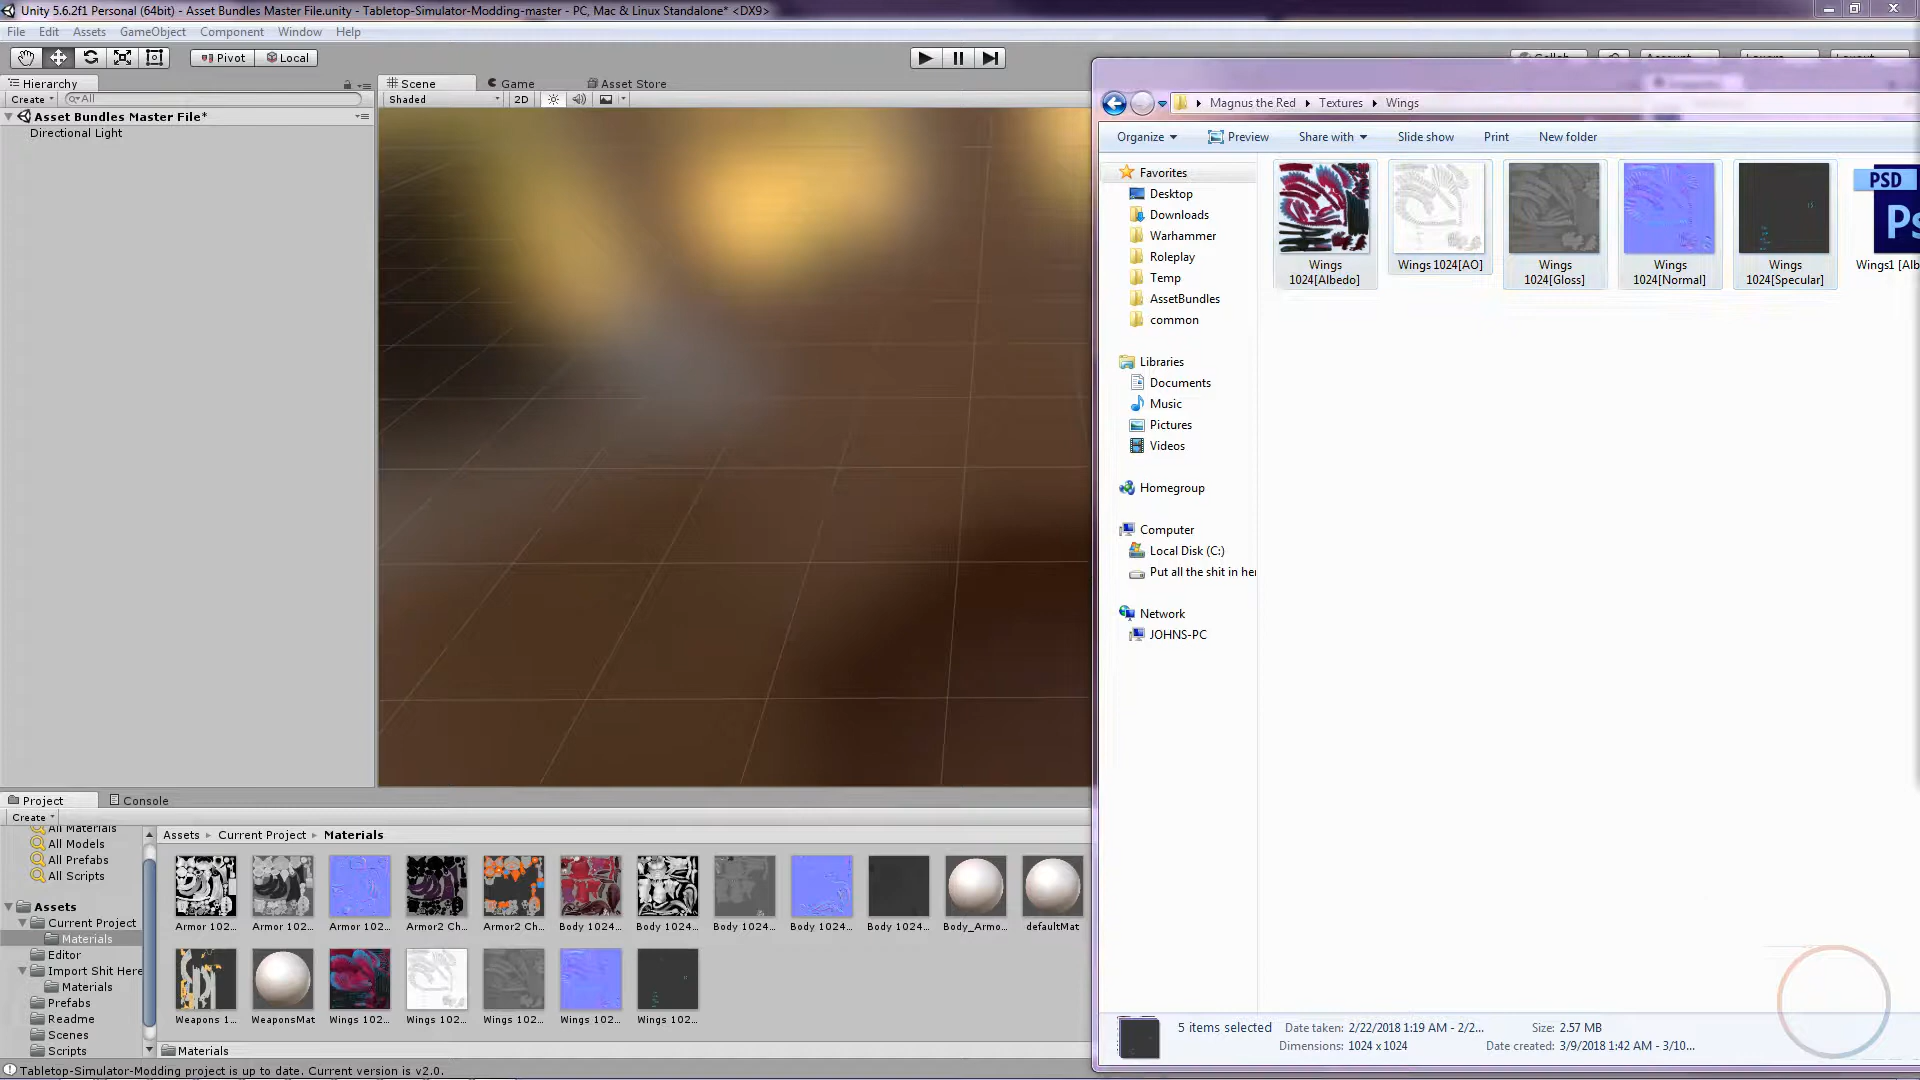 Unity 5.6.2f1 Personal (64bit) - Asset Bundles Master File.unity - Tabletop-Simulator-Modding-master - PC, Mac & Linux Standalone* <DX9>
File Edit Assets GameObject Component Window Help
Pivot Local
Hierarchy
Create All
Asset Bundles Master File*
Directional Light
Scene Game Asset Store
Shaded 2D
Magnus the Red Textures Wings
Organize Preview Share with Slide show Print New folder
Favorites
Desktop
Downloads
Warhammer
Roleplay
Temp
AssetBundles
common
Libraries
Documents
Music
Pictures
Videos
Homegroup
Computer
Local Disk (C:)
Put all the shit in her
Network
JOHNS-PC
PSD
Wings 1024[Albedo]
Wings 1024[AO]
Wings 1024[Gloss]
Wings 1024[Normal]
Wings 1024[Specular]
Wings1 [Alb
5 items selected Date taken: 2/22/2018 1:19 AM - 2/2... Size: 2.57 MB
Dimensions: 1024 x 1024 Date created: 3/9/2018 1:42 AM - 3/10...
Project Console
Create
All Materials
All Models
All Prefabs
All Scripts
Assets
Current Project
Materials
Editor
Import Shit Here
Materials
Prefabs
Readme
Scenes
Scripts
Assets Current Project Materials
Armor 102... Armor 102... Armor 102... Armor2 Ch... Armor2 Ch... Body 1024... Body 1024... Body 1024... Body 1024... Body 1024... Body_Armo... defaultMat
Weapons 1... WeaponsMat Wings 102... Wings 102... Wings 102... Wings 102... Wings 102...
Materials
Tabletop-Simulator-Modding project is up to date. Current version is v2.0.